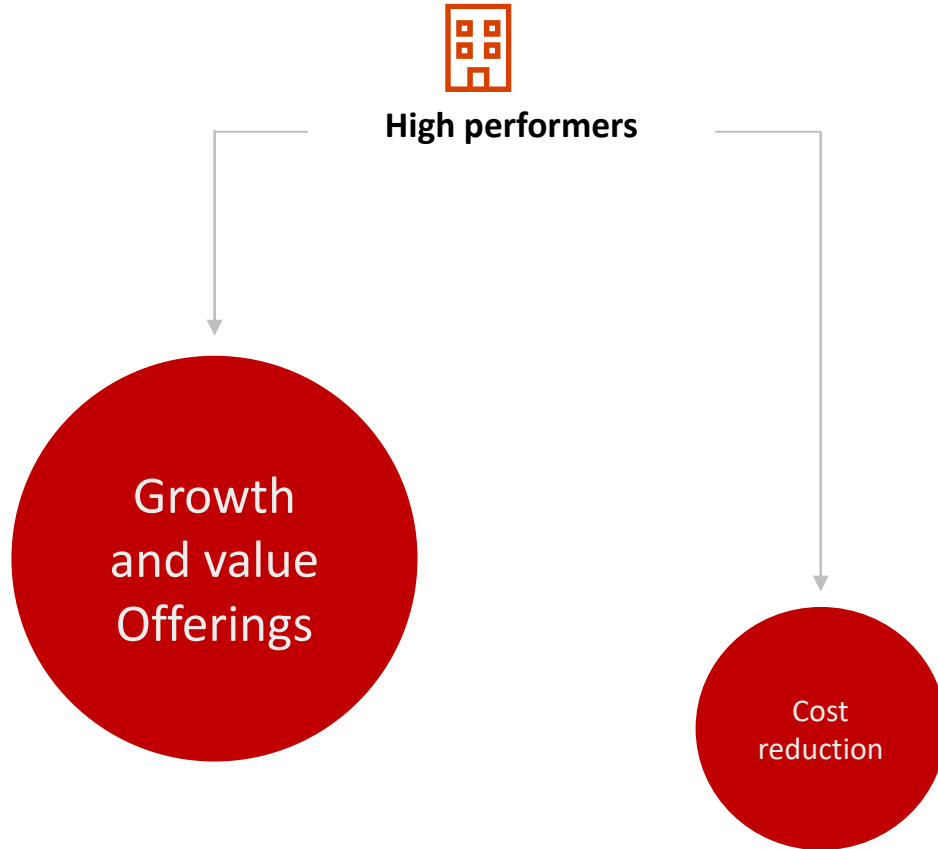 High performers
Growth
and value
Offerings
Cost
reduction